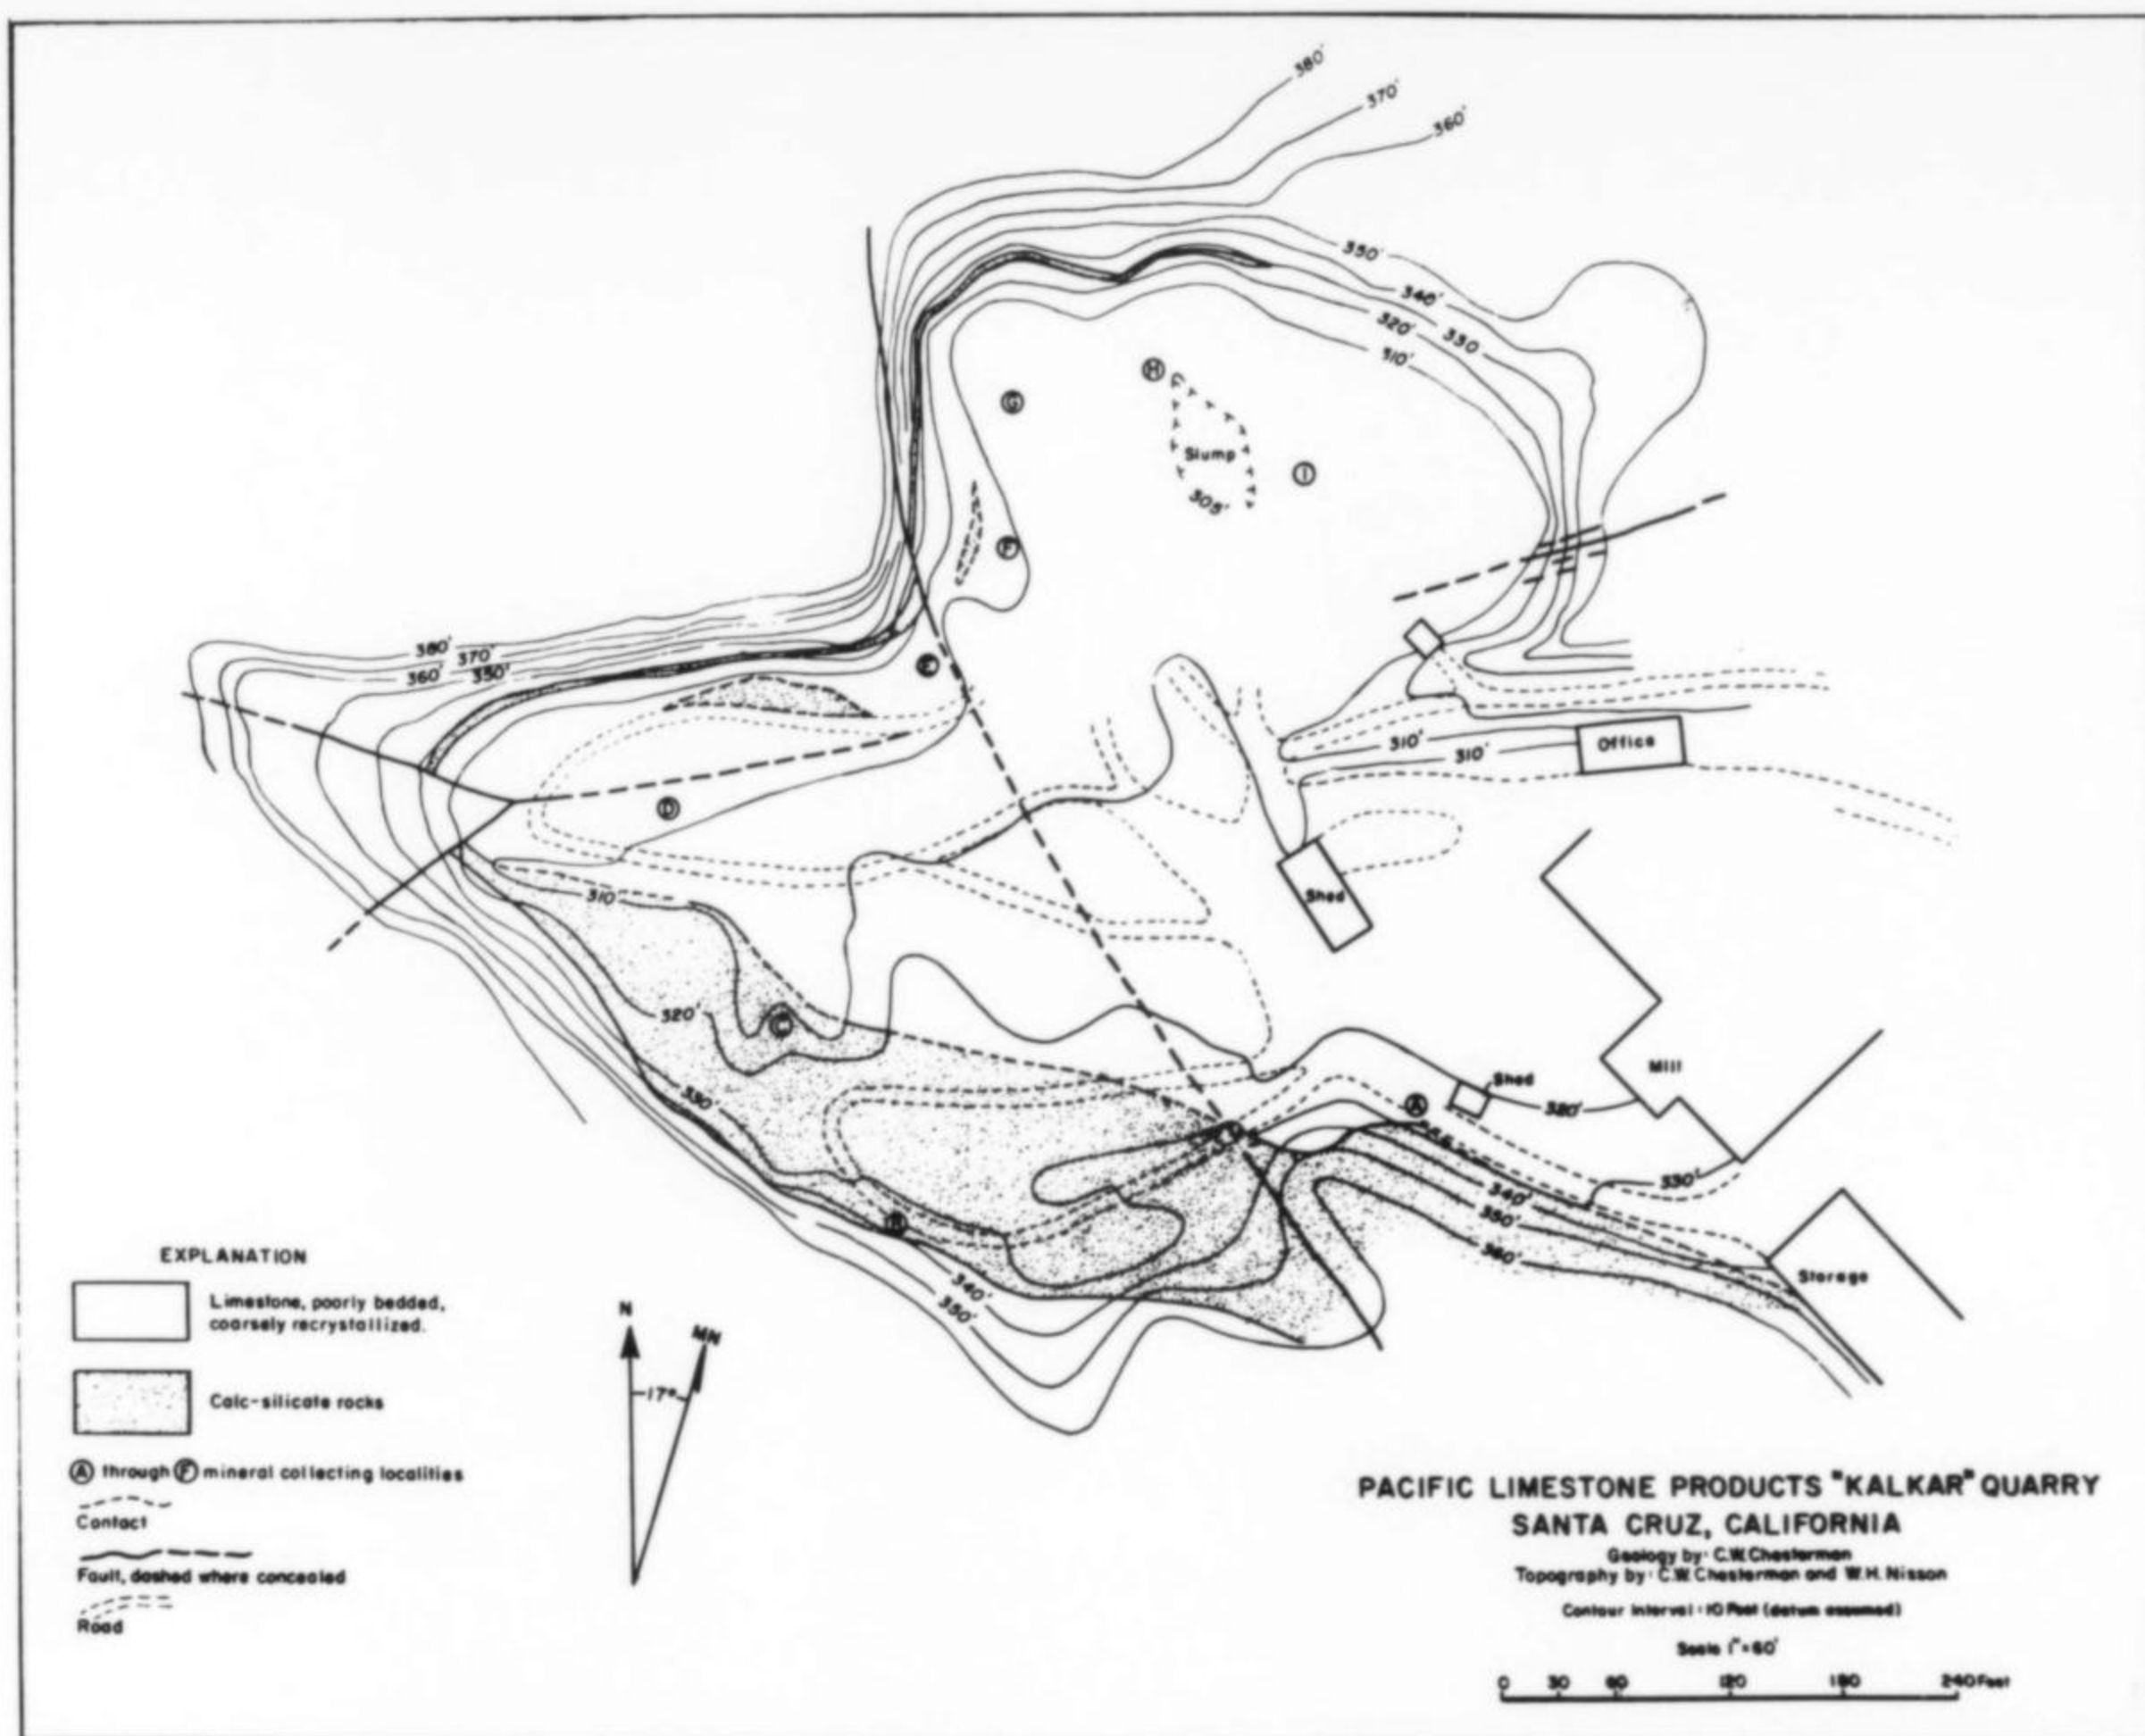 380'
370'
360'
350'
340'
320' 330
310'
H
G
Slump
I
305'
F
380'
370'
360' 350'
E
310' Office
310'
D
310
Shed
320'
C
Mill
330
Shed
A
320'
330'
340'
350'
360'
B
Storage
340'
350'
EXPLANATION
Limestone, poorly bedded,
coarsely recrystallized.
Calc-silicate rocks
A through F mineral collecting localities
Contact
Fault, dashed where concealed
Road
N
MN
17°
PACIFIC LIMESTONE PRODUCTS "KALKAR" QUARRY
SANTA CRUZ, CALIFORNIA
Geology by: C.W. Chesterman
Topography by: C.W. Chesterman and W.H. Nisson
Contour Interval: 10 Feet (datum assumed)
Scale 1"=60'
0 30 60 120 180 240 Feet